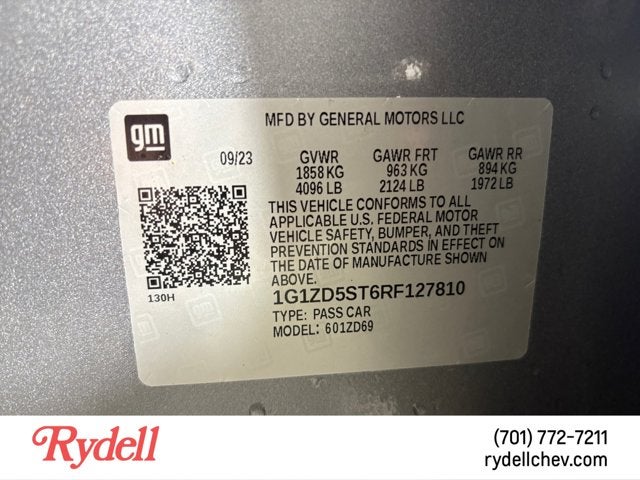 gm
MFD BY GENERAL MOTORS LLC
09/23 GVWR GAWR FRT GAWR RR
1858 KG 963 KG 894 KG
4096 LB 2124 LB 1972 LB
THIS VEHICLE CONFORMS TO ALL
APPLICABLE U.S. FEDERAL MOTOR
VEHICLE SAFETY, BUMPER, AND THEFT
PREVENTION STANDARDS IN EFFECT ON
THE DATE OF MANUFACTURE SHOWN
ABOVE.
130H
1G1ZD5ST6RF127810
TYPE: PASS CAR
MODEL: 601ZD69
Rydell
(701) 772-7211
rydellchev.com